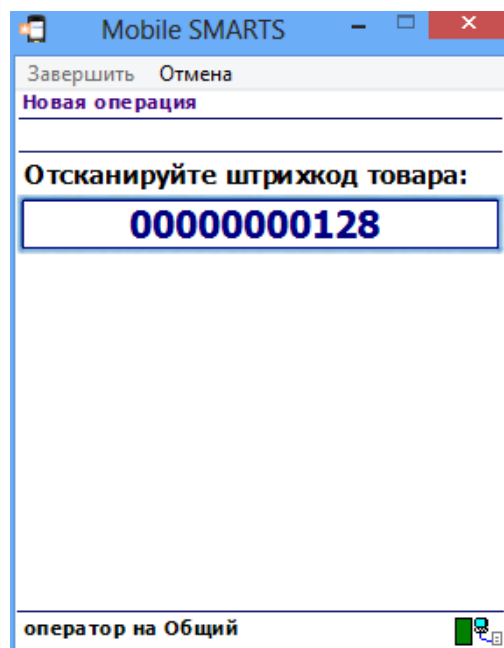 Mobile SMARTS
Завершить Отмена
Новая операция
Отсканируйте штрихкод товара:
00000000128
оператор на Общий